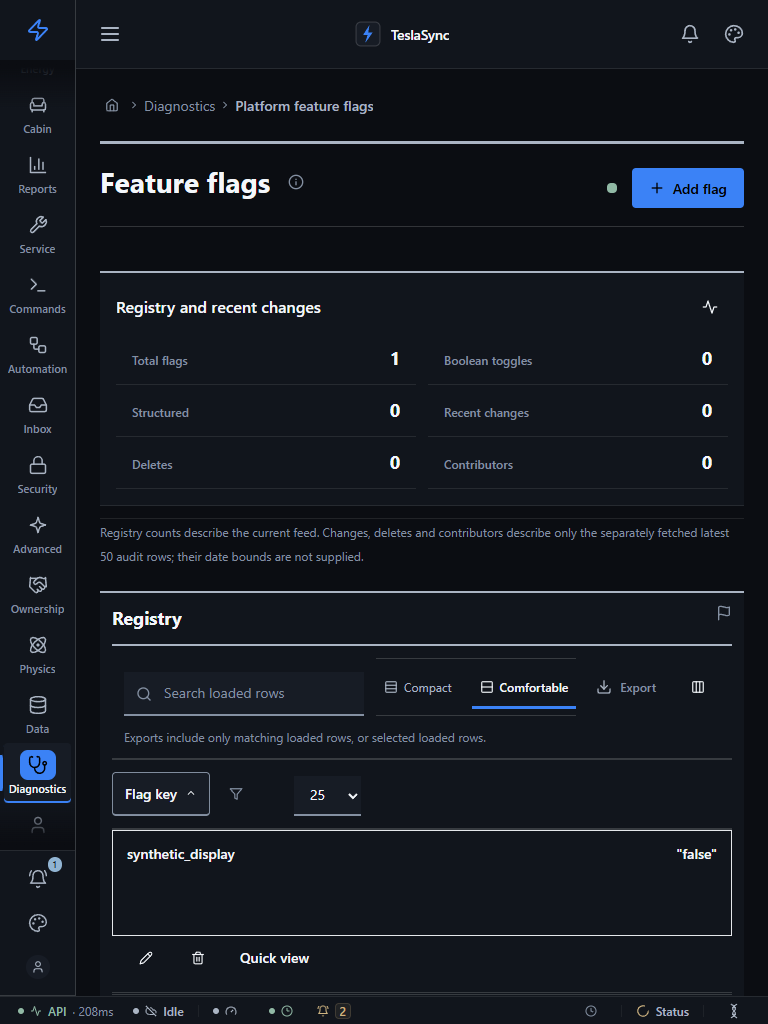 TeslaSync
Energy
Cabin
Reports
Service
Commands
Automation
Inbox
Security
Advanced
Ownership
Physics
Data
Diagnostics
1
Diagnostics › Platform feature flags
Feature flags
Add flag
Registry and recent changes
Total flags 1
Boolean toggles 0
Structured 0
Recent changes 0
Deletes 0
Contributors 0
Registry counts describe the current feed. Changes, deletes and contributors describe only the separately fetched latest
50 audit rows; their date bounds are not supplied.
Registry
Search loaded rows
Compact
Comfortable
Export
Exports include only matching loaded rows, or selected loaded rows.
Flag key
25
synthetic_display "false"
Quick view
API · 208ms
Idle
2
Status